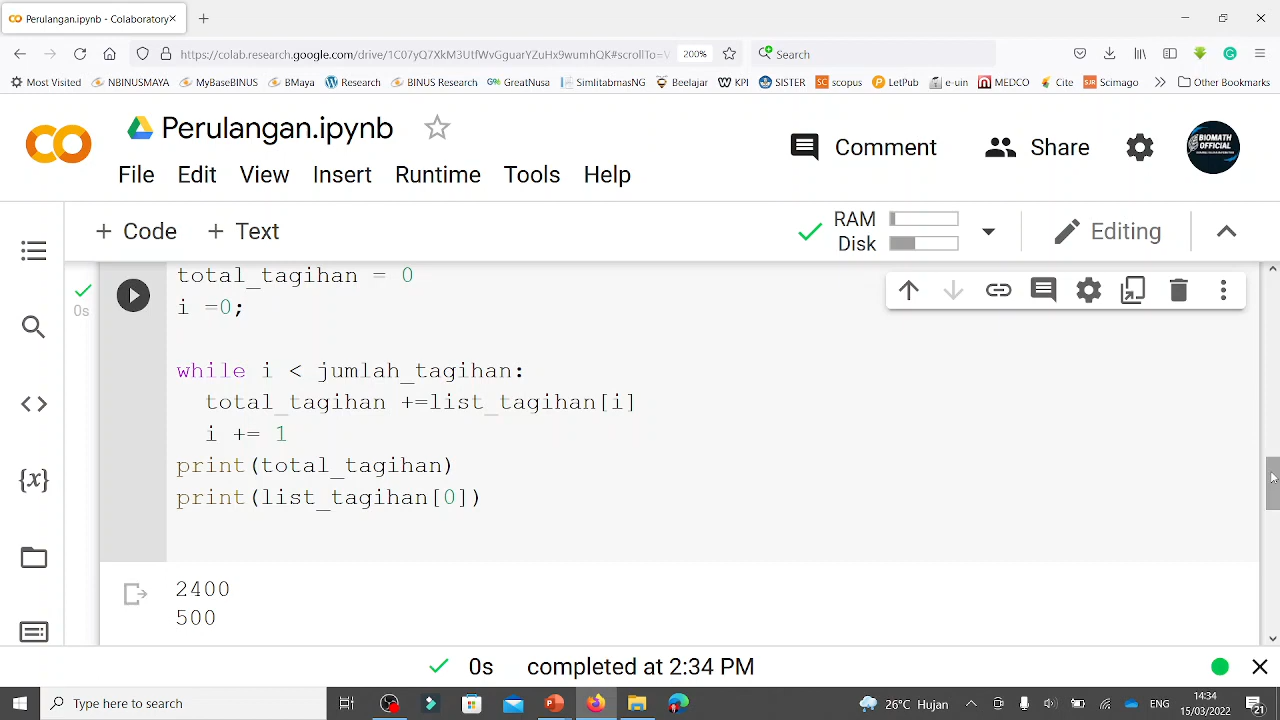 Perulangan.ipynb - Colaboratory
https://colab.research.google.com/drive/1C07yQ7XkM3UtfWvGguarYZuHx9wumhQK#scrollTo=V
200%
Search
Most Visited
NBINUSMAYA
MyBaseBINUS
BMaya
Research
BINUS Research
GreatNusa
SimlitabmasNG
Beelajar
KPI
SISTER
scopus
LetPub
e-uin
MEDCO
Cite
Scimago
Other Bookmarks
Perulangan.ipynb
Comment
Share
BIOMATH
OFFICIAL
File Edit View Insert Runtime Tools Help
+ Code + Text
RAM
Disk
Editing
0s
total_tagihan = 0
i =0;
while i < jumlah_tagihan:
total_tagihan +=list_tagihan[i]
i += 1
print(total_tagihan)
print(list_tagihan[0])
2400
500
0s completed at 2:34 PM
Type here to search
26°C Hujan
ENG
14:34
15/03/2022
21